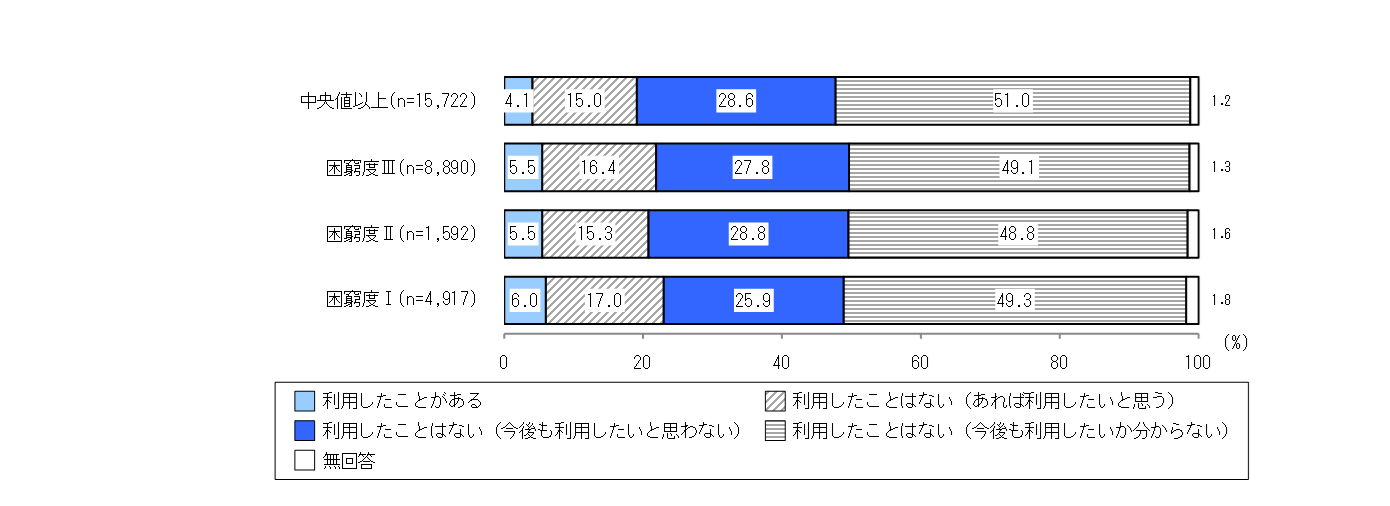 中央値以上(n=15,722) 4.1 15.0 28.6 51.0 1.2
困窮度Ⅲ(n=8,890) 5.5 16.4 27.8 49.1 1.3
困窮度Ⅱ(n=1,592) 5.5 15.3 28.8 48.8 1.6
困窮度Ⅰ(n=4,917) 6.0 17.0 25.9 49.3 1.8
(%)
0 20 40 60 80 100
利用したことがある 利用したことはない（あれば利用したいと思う）
利用したことはない（今後も利用したいと思わない） 利用したことはない（今後も利用したいか分からない）
無回答